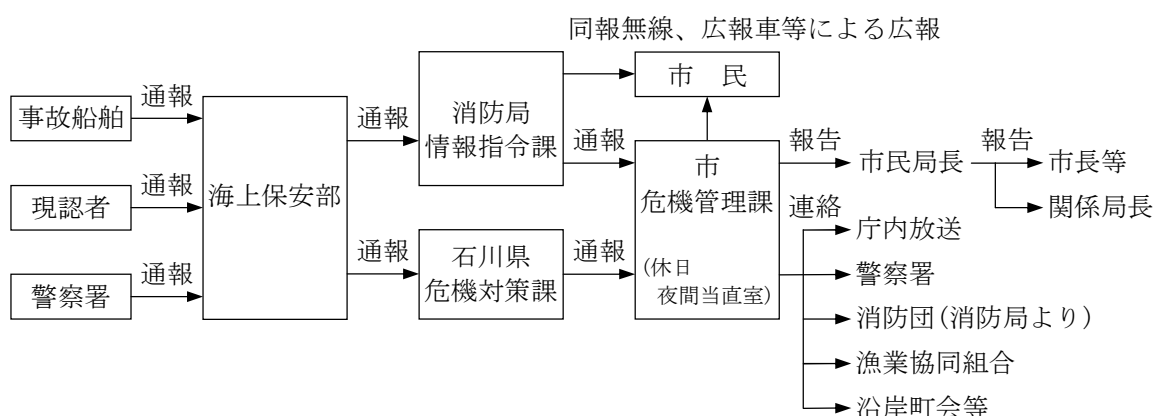 同報無線、広報車等による広報
市　民
事故船舶
通報
現認者
通報
警察署
通報
海上保安部
通報
消防局
情報指令課
通報
通報
石川県
危機対策課
通報
市
危機管理課
(休日
夜間当直室)
報告
市民局長
報告
市長等
関係局長
連絡
庁内放送
警察署
消防団(消防局より)
漁業協同組合
沿岸町会等